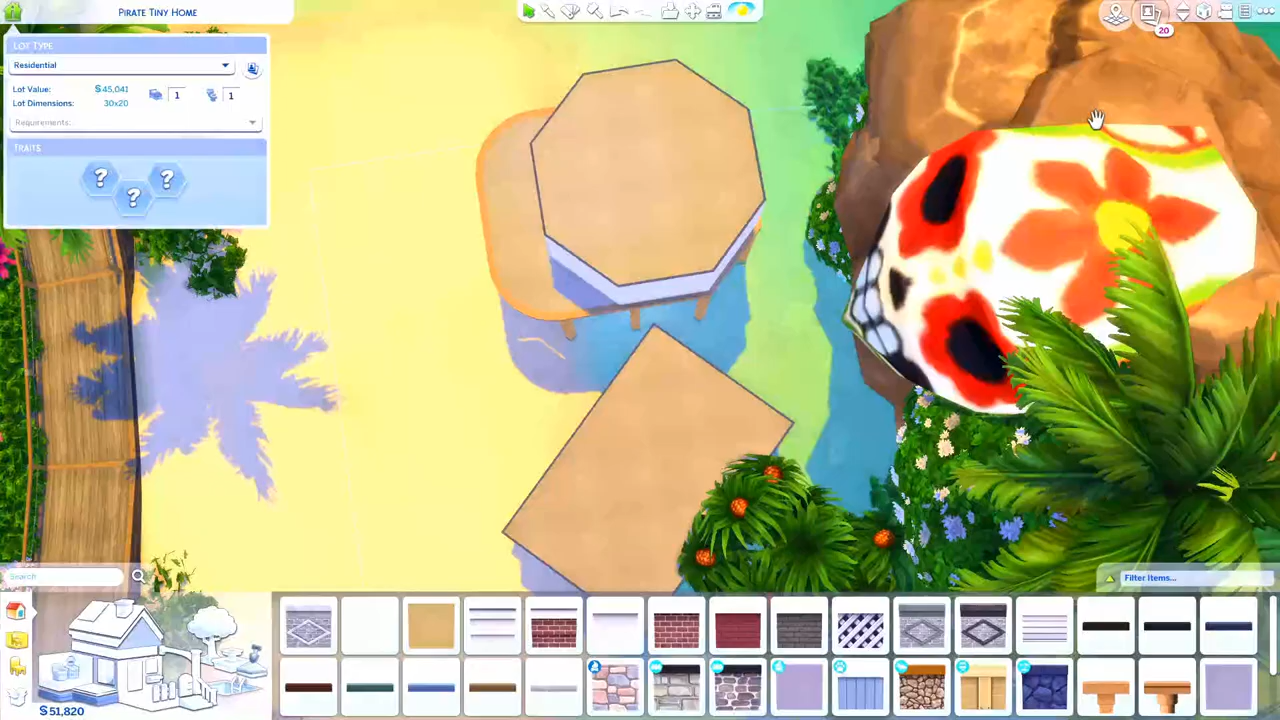 PIRATE TINY HOME
20
LOT TYPE
Residential
Lot Value: §45,041
1
1
Lot Dimensions: 30x20
Requirements:
TRAITS
? ? ?
Search
Filter Items...
§51,820